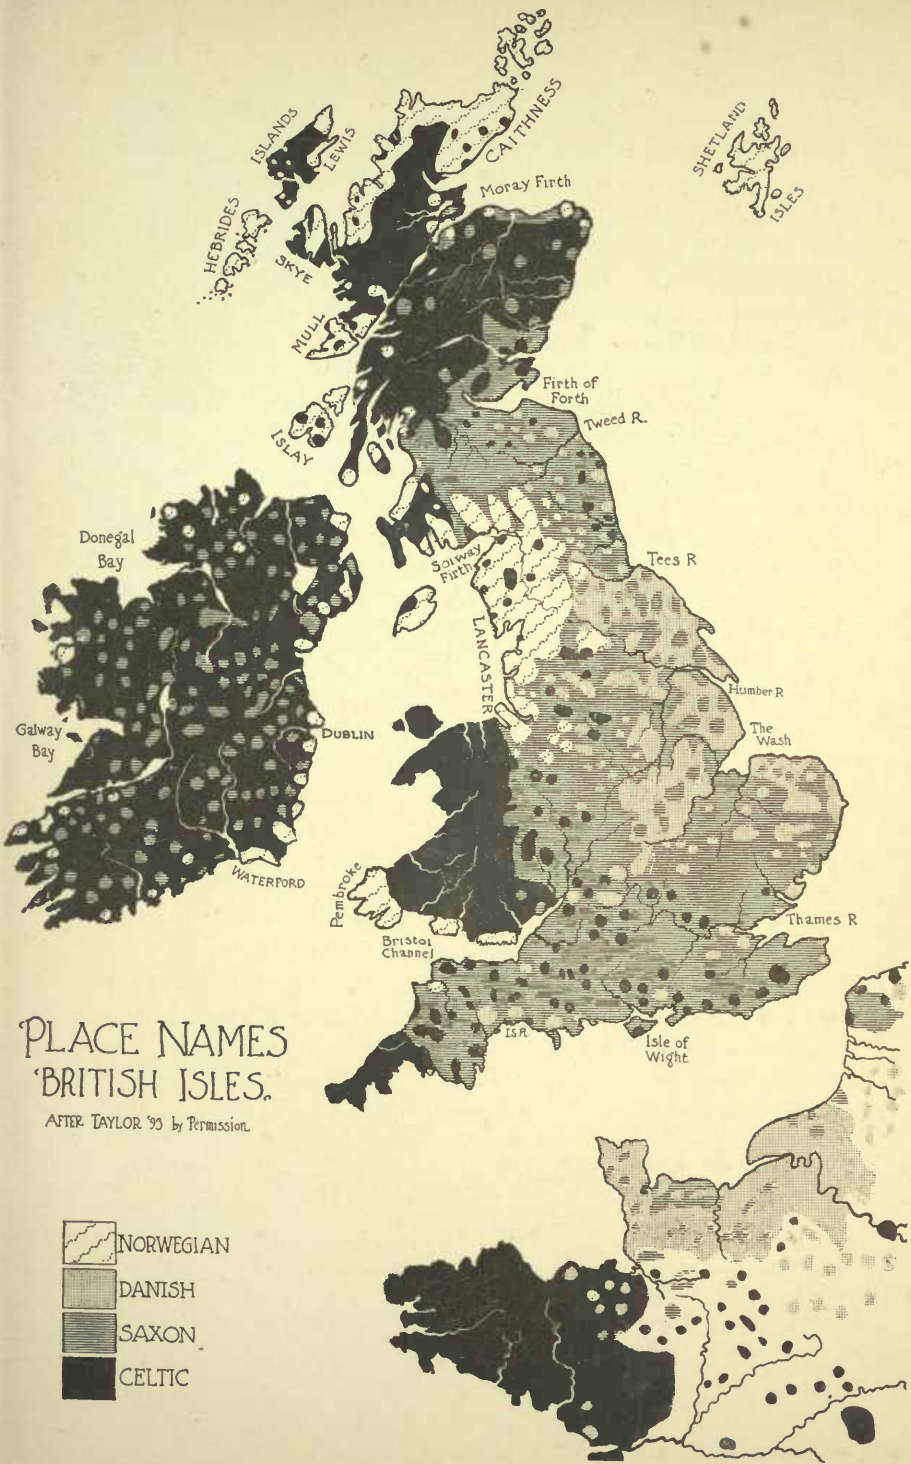 ISLANDS
LEWIS
CAITHNESS
SHETLAND
ISLES
Moray Firth
HEBRIDES
SKYE
MULL
Firth of
Forth
Tweed R.
ISLAY
Donegal
Bay
Solway
Firth
Tees R
LANCASTER
Humber R
Galway
Bay
DUBLIN
The
Wash
WATERFORD
Pembroke
Bristol
Channel
Thames R
IS.R
Isle of
Wight
PLACE NAMES
BRITISH ISLES.
AFTER TAYLOR '93 by Permission.
NORWEGIAN
DANISH
SAXON
CELTIC